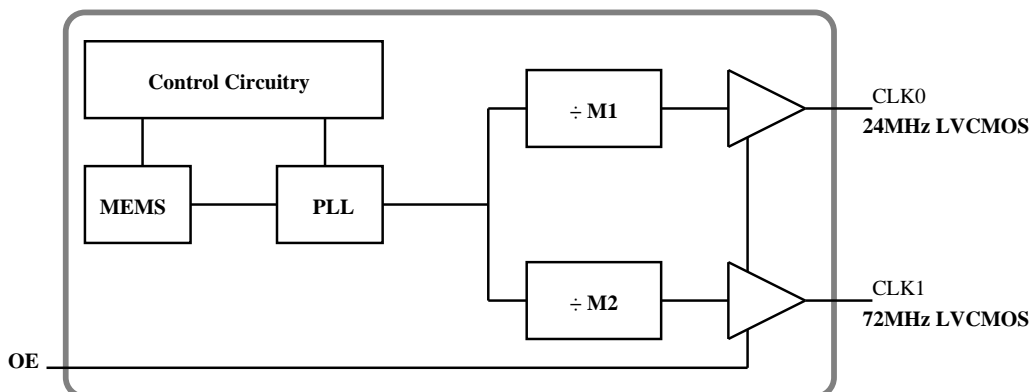 Control Circuitry
MEMS
PLL
÷ M1
÷ M2
CLK0
24MHz LVCMOS
CLK1
72MHz LVCMOS
OE